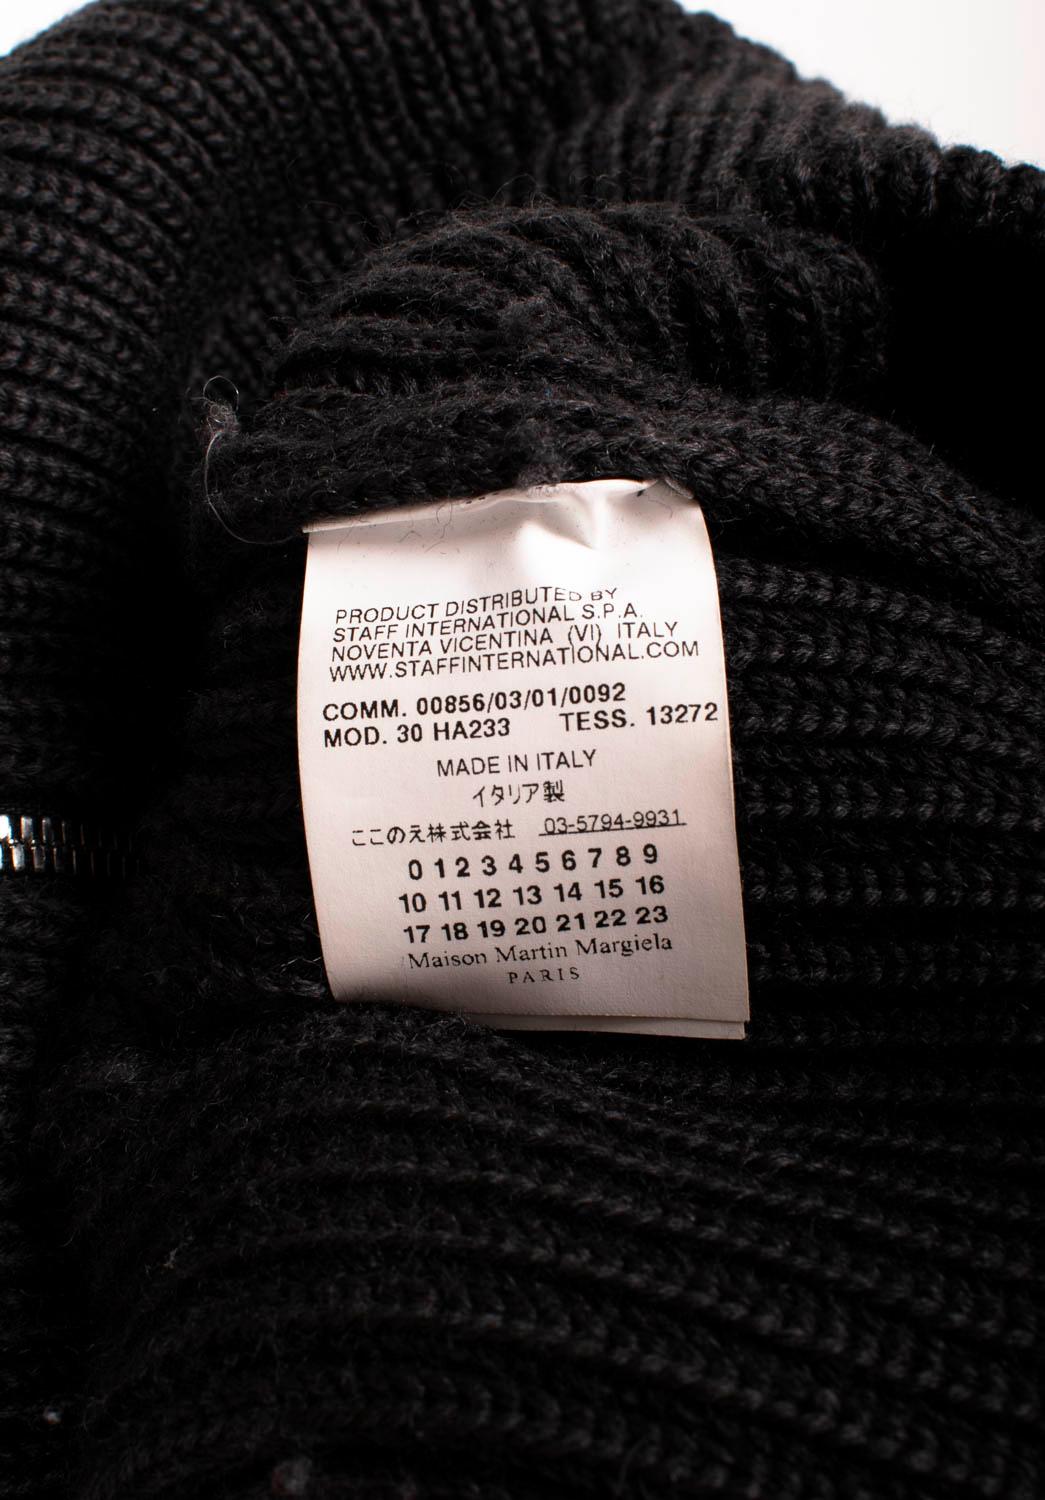 PRODUCT DISTRIBUTED BY
STAFF INTERNATIONAL S.P.A.
NOVENTA VICENTINA (VI) ITALY
WWW.STAFFINTERNATIONAL.COM
COMM. 00856/03/01/0092
MOD. 30 HA233 TESS. 13272
MADE IN ITALY
イタリア製
ここのえ株式会社 03-5794-9931
0 1 2 3 4 5 6 7 8 9
10 11 12 13 14 15 16
17 18 19 20 21 22 23
Maison Martin Margiela
PARIS